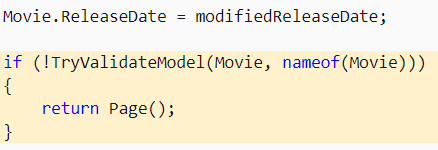 Movie.ReleaseDate = modifiedReleaseDate;
if (!TryValidateModel(Movie, nameof(Movie)))
{
    return Page();
}